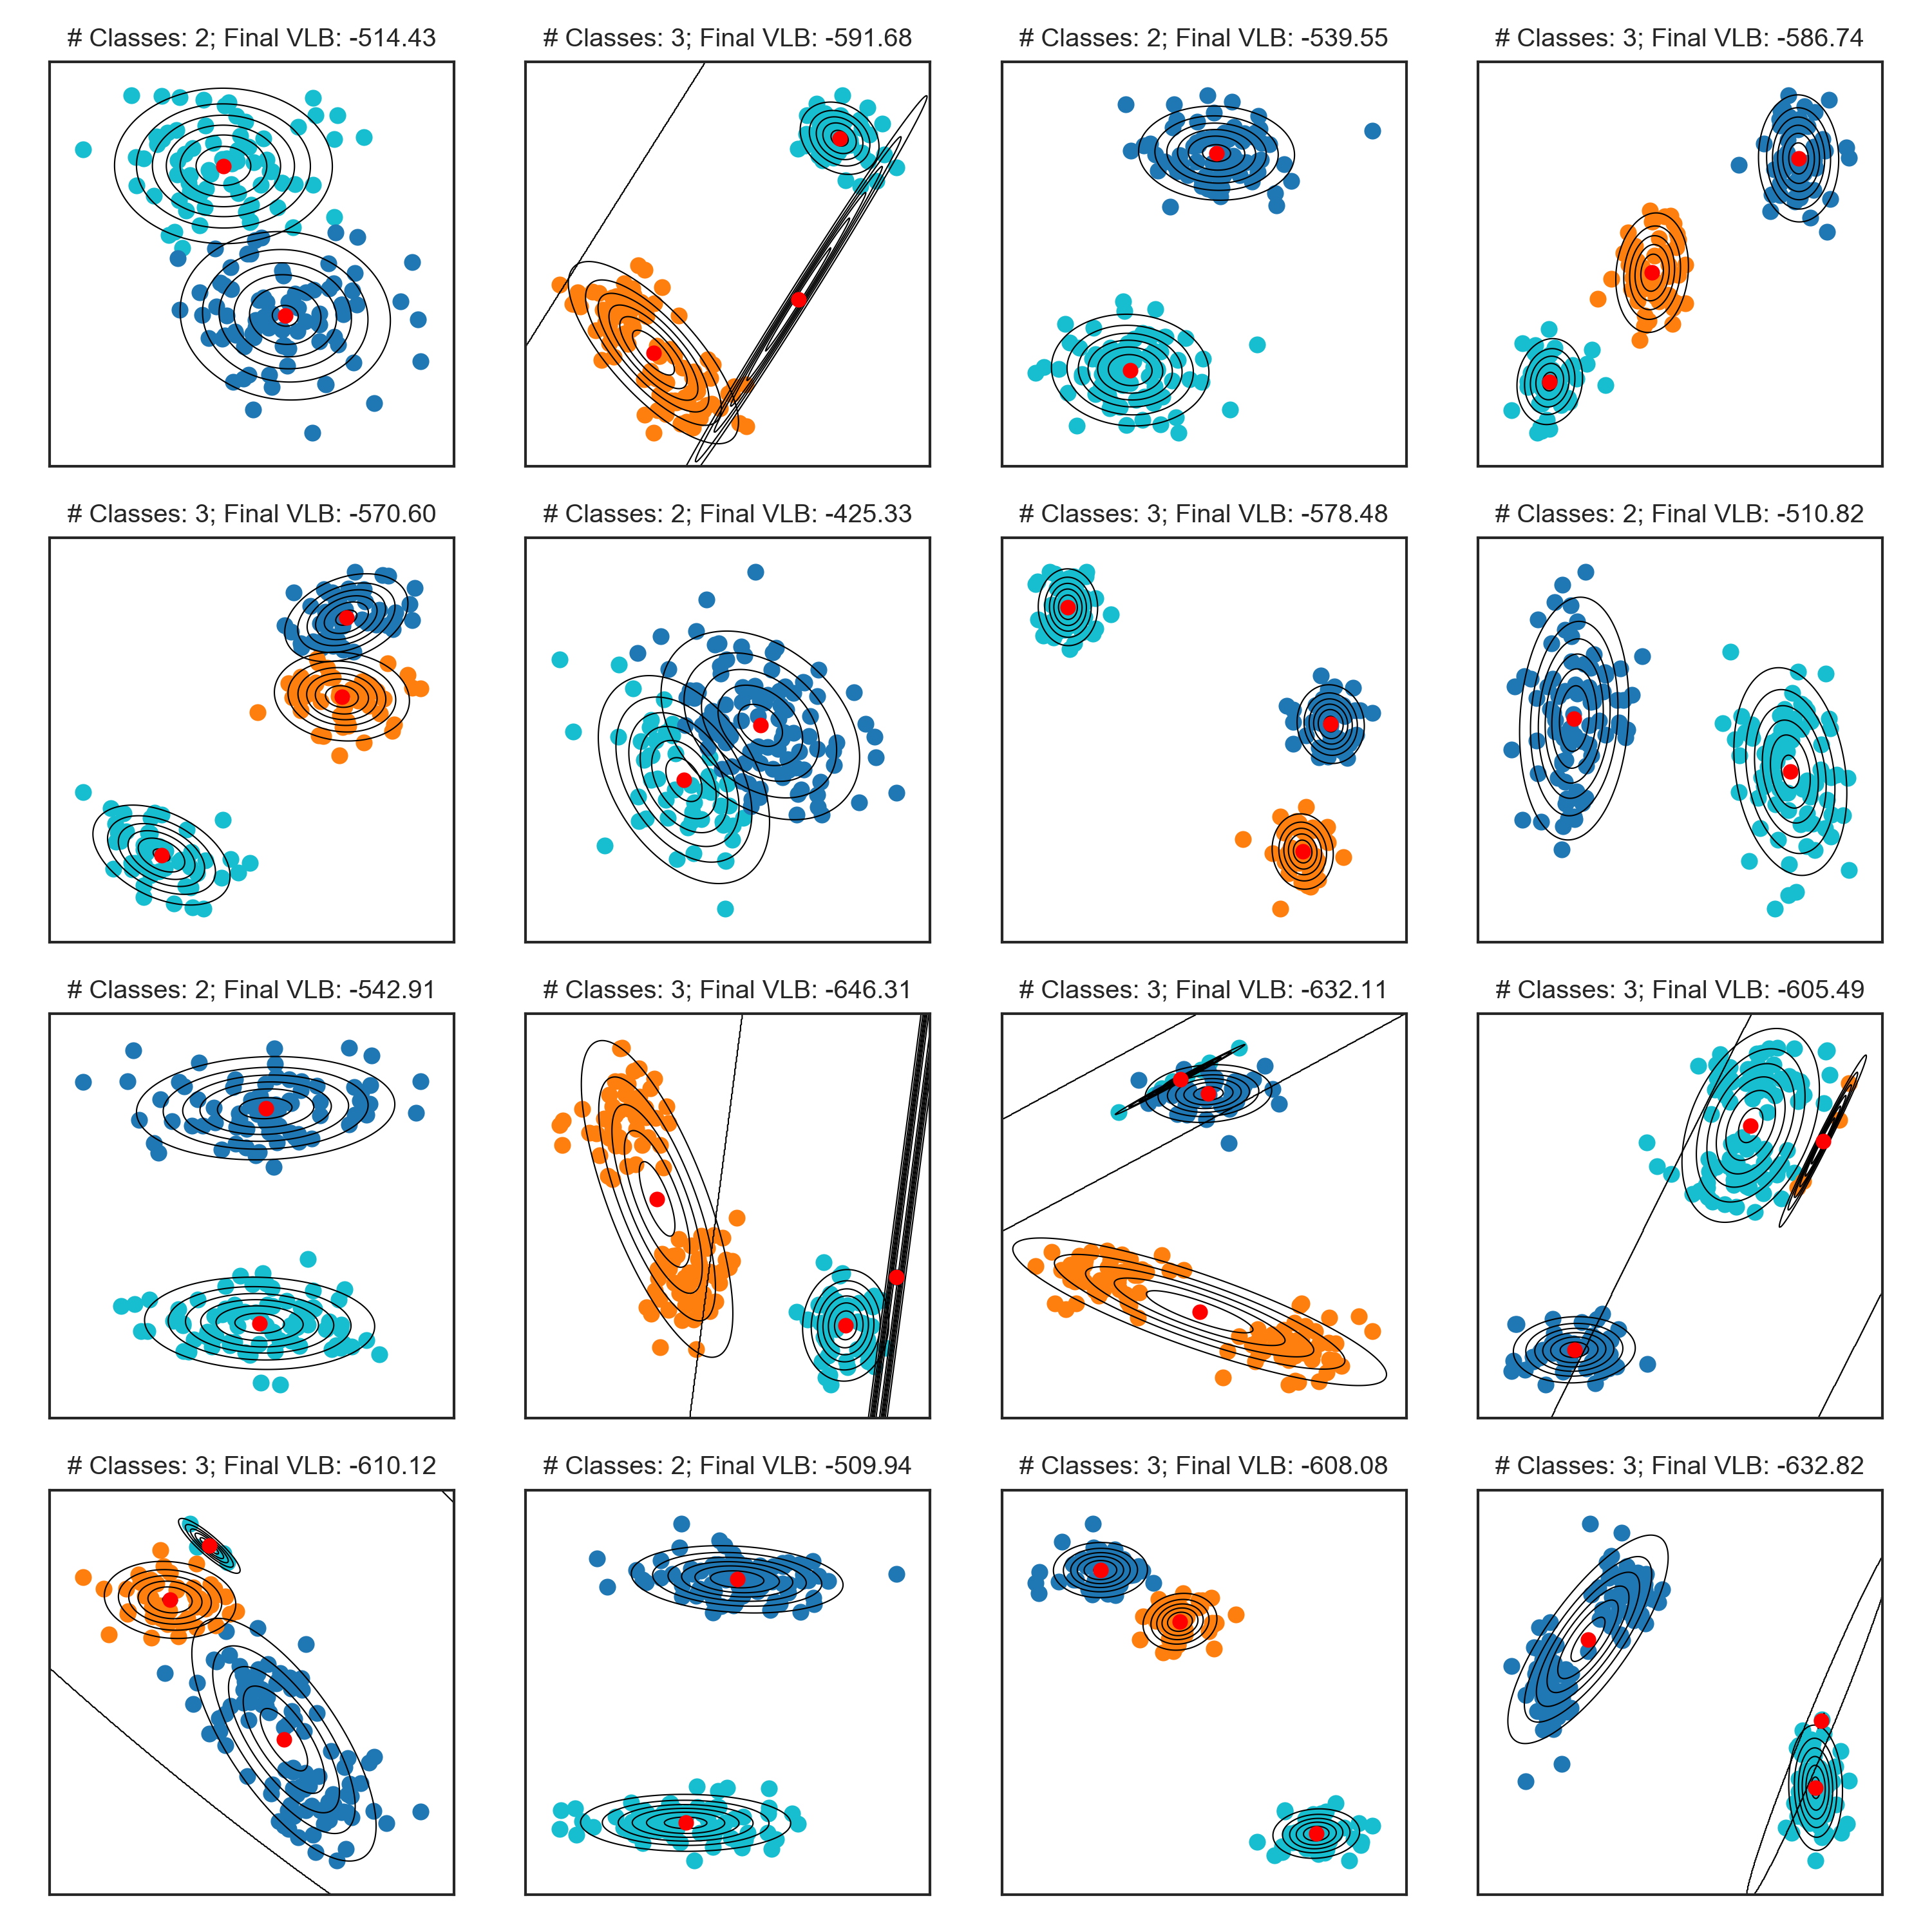 # Classes: 2; Final VLB: -514.43
# Classes: 3; Final VLB: -591.68
# Classes: 2; Final VLB: -539.55
# Classes: 3; Final VLB: -586.74
# Classes: 3; Final VLB: -570.60
# Classes: 2; Final VLB: -425.33
# Classes: 3; Final VLB: -578.48
# Classes: 2; Final VLB: -510.82
# Classes: 2; Final VLB: -542.91
# Classes: 3; Final VLB: -646.31
# Classes: 3; Final VLB: -632.11
# Classes: 3; Final VLB: -605.49
# Classes: 3; Final VLB: -610.12
# Classes: 2; Final VLB: -509.94
# Classes: 3; Final VLB: -608.08
# Classes: 3; Final VLB: -632.82